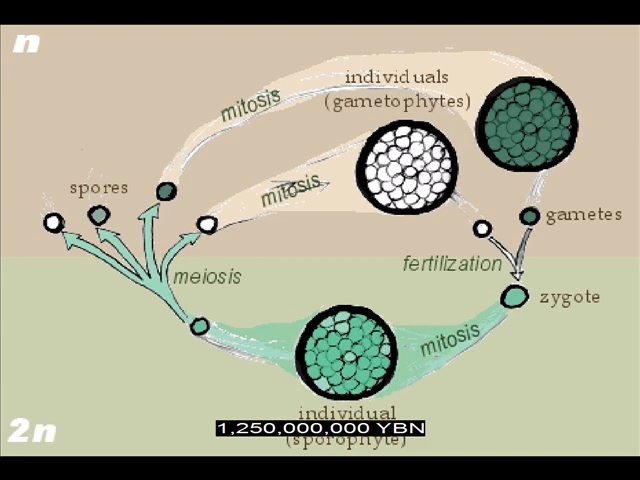 n
individuals
(gametophytes)
mitosis
mitosis
spores
gametes
meiosis
fertilization
zygote
mitosis
individual
1,250,000,000 YBN
(sporophyte)
2n